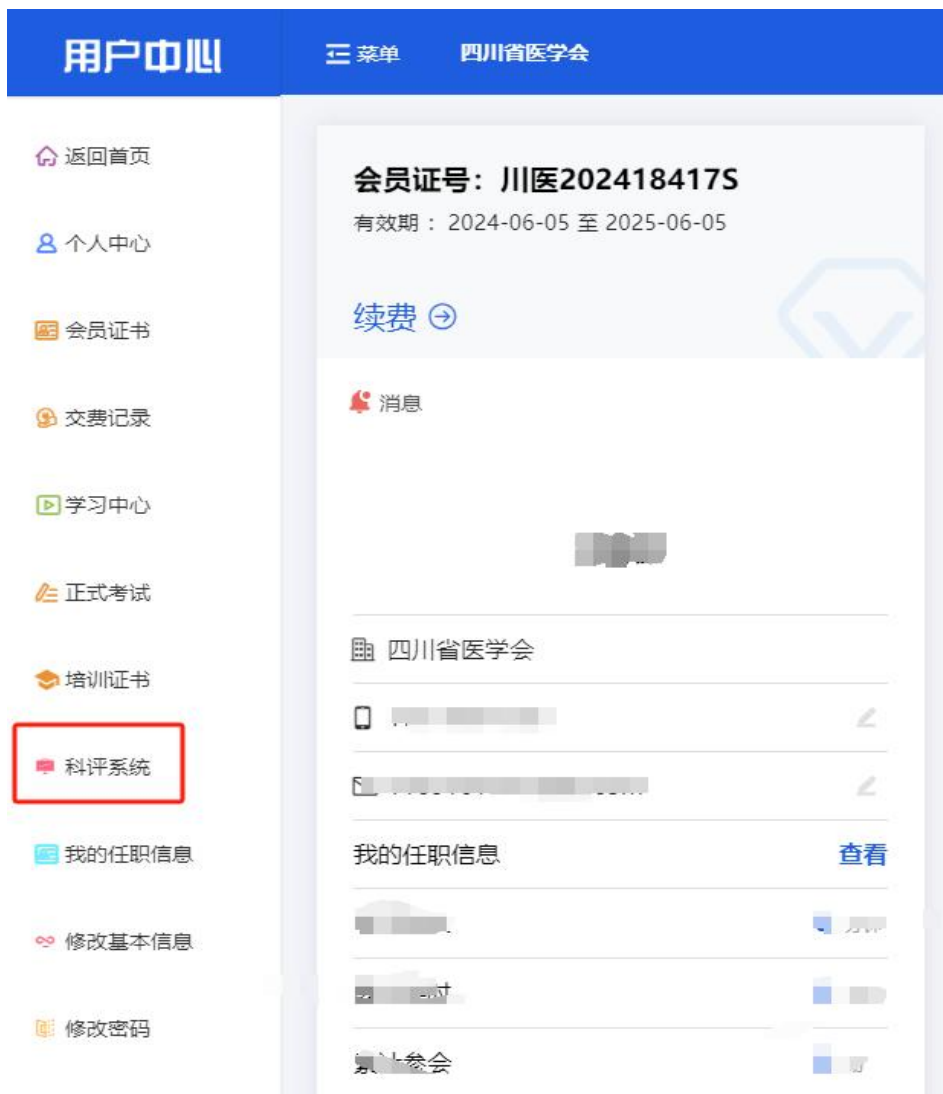 用户中心
菜单 四川省医学会
返回首页
个人中心
会员证书
交费记录
学习中心
正式考试
培训证书
科评系统
我的任职信息
修改基本信息
修改密码
会员证号：川医202418417S
有效期： 2024-06-05 至 2025-06-05
续费
消息
四川省医学会
我的任职信息 查看
参会